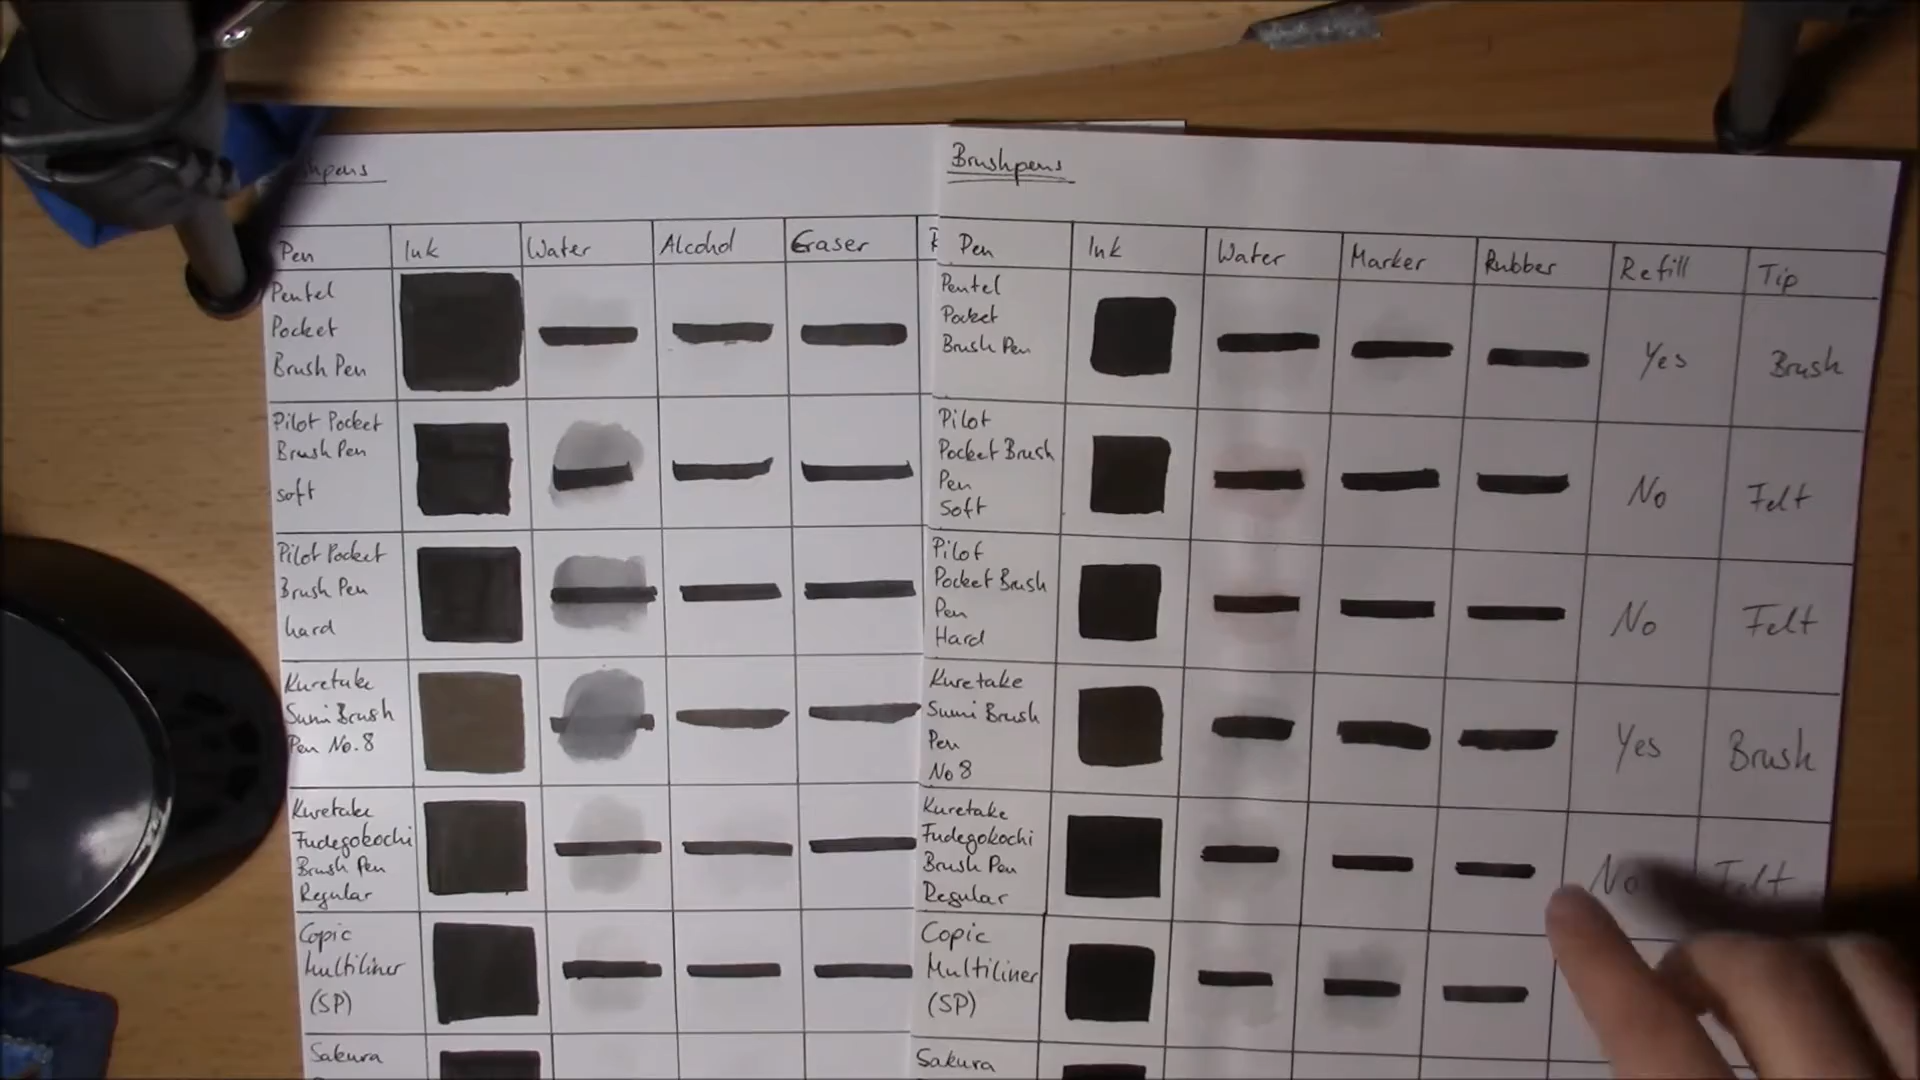 Brushpens
Pen Ink Water Alcohol Eraser
Pentel
Pocket
Brush Pen
Pilot Pocket
Brush Pen
soft
Pilot Pocket
Brush Pen
hard
Kuretake
Sumi Brush
Pen No. 8
Kuretake
Fudegokochi
Brush Pen
Regular
Copic
Multiliner
(SP)
Sakura
Pen Ink Water Marker Rubber Refill Tip
Pentel
Pocket
Brush Pen
Yes Brush
Pilot
Pocket Brush
Pen
Soft
No Felt
Pilot
Pocket Brush
Pen
Hard
No Felt
Kuretake
Sumi Brush
Pen
No 8
Yes Brush
Kuretake
Fudegokochi
Brush Pen
Regular
No Felt
Copic
Multiliner
(SP)
Sakura